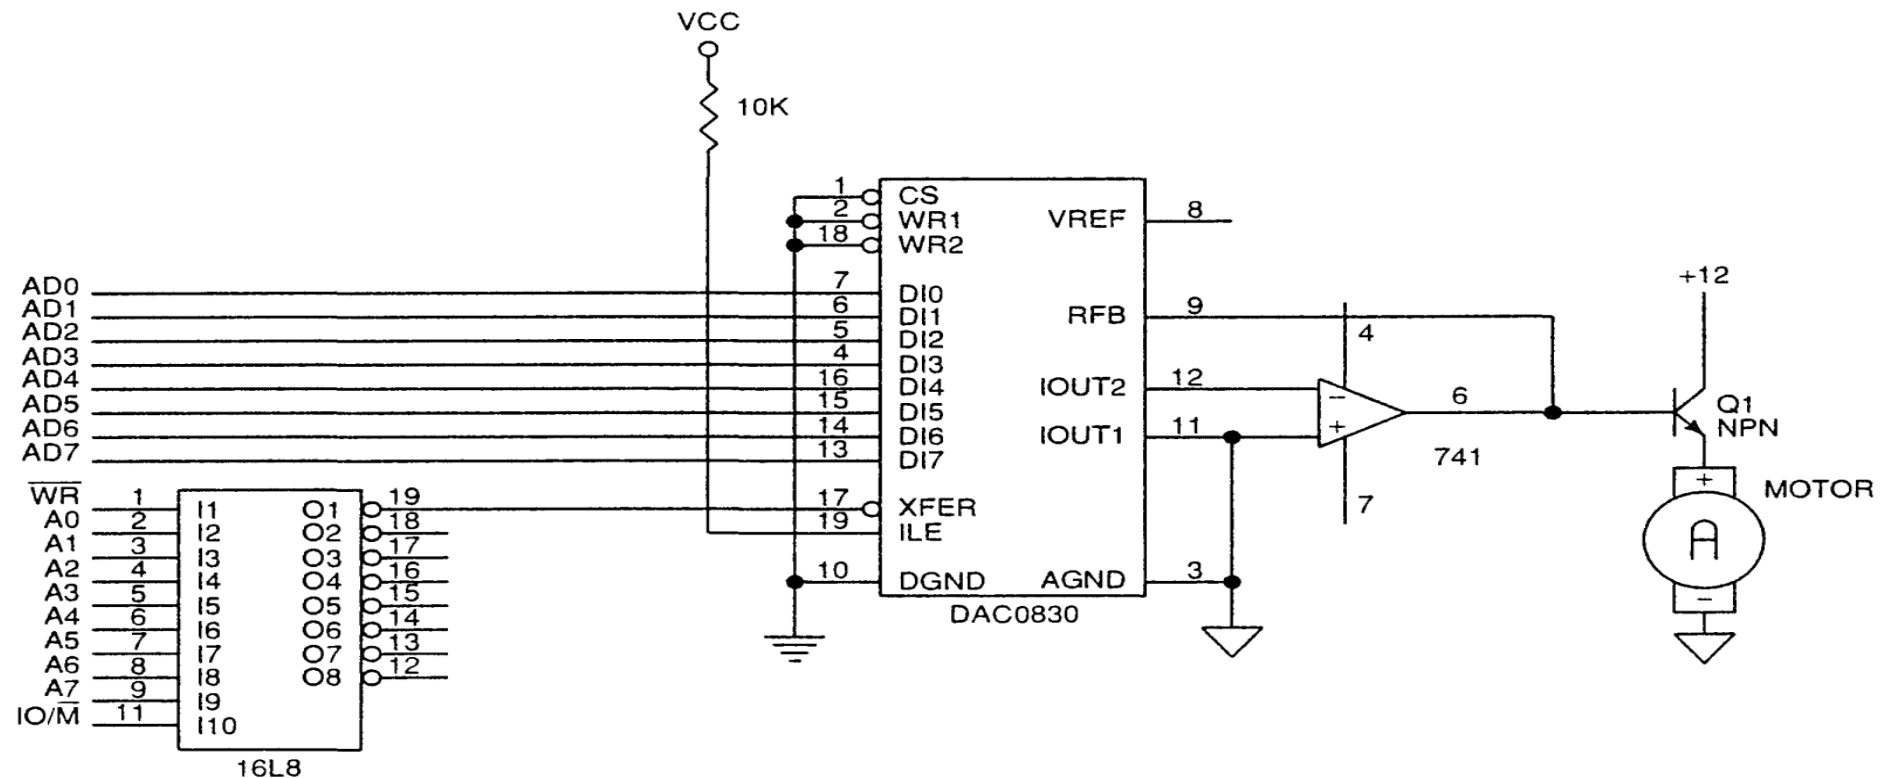 VCC
10K
1 CS
2 WR1
18 WR2
VREF 8
AD0 7 DI0
AD1 6 DI1
AD2 5 DI2
AD3 4 DI3
AD4 16 DI4
AD5 15 DI5
AD6 14 DI6
AD7 13 DI7
RFB 9
IOUT2 12
IOUT1 11
17 XFER
19 ILE
10 DGND
AGND 3
DAC0830
4
−
+
6
741
7
+12
Q1
NPN
+
MOTOR
A
−
W̅R̅ 1 I1 O1 19
A0 2 I2 O2 18
A1 3 I3 O3 17
A2 4 I4 O4 16
A3 5 I5 O5 15
A4 6 I6 O6 14
A5 7 I7 O7 13
A6 8 I8 O8 12
A7 9 I9
IO/M̅ 11 I10
16L8